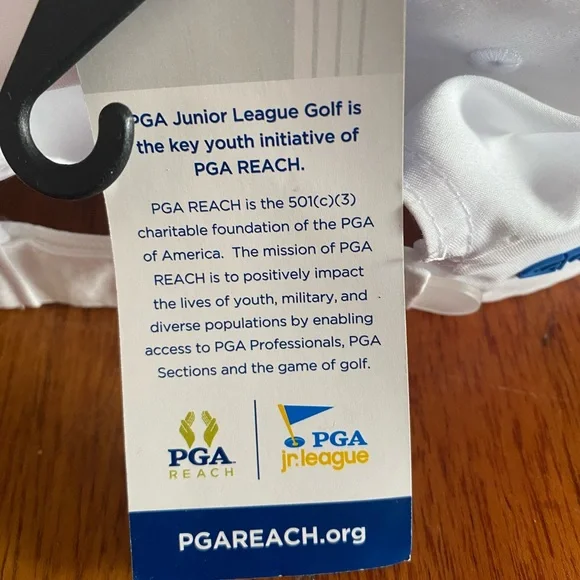 PGA Junior League Golf is
the key youth initiative of
PGA REACH.
PGA REACH is the 501(c)(3)
charitable foundation of the PGA
of America. The mission of PGA
REACH is to positively impact
the lives of youth, military, and
diverse populations by enabling
access to PGA Professionals, PGA
Sections and the game of golf.
PGA
REACH
PGA
jr.league
PGAREACH.org